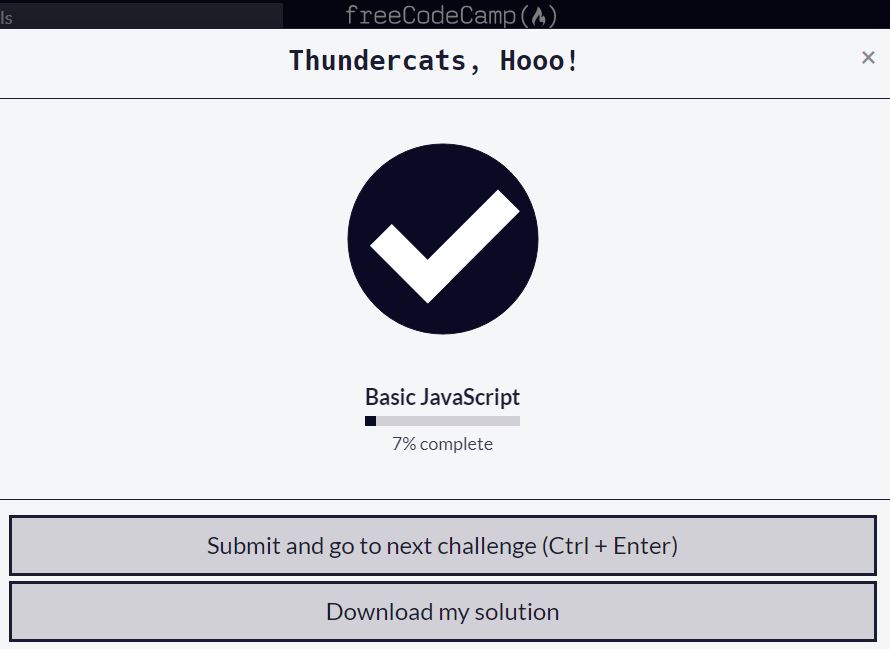 ls
freeCodeCamp
Thundercats, Hooo!
×
Basic JavaScript
7% complete
Submit and go to next challenge (Ctrl + Enter)
Download my solution